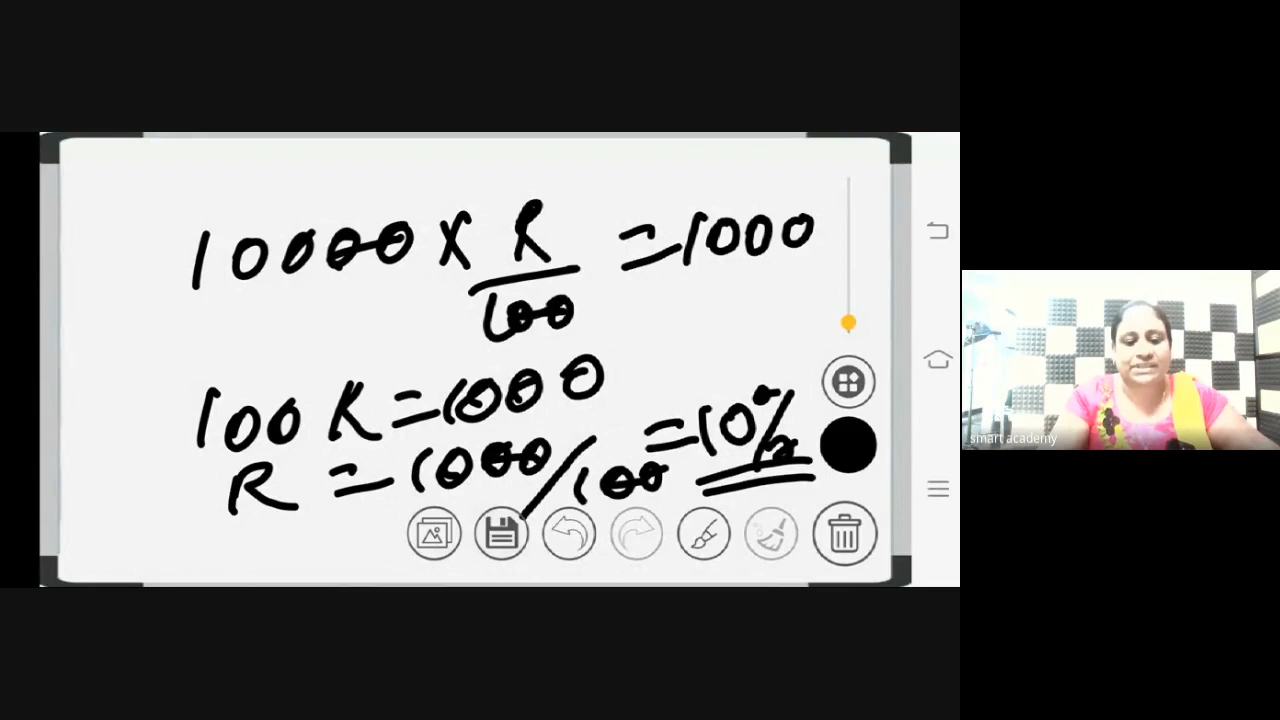 10000 X R/100 = 1000
100 R = 1000
R = 1000/100 = 10%
smart academy